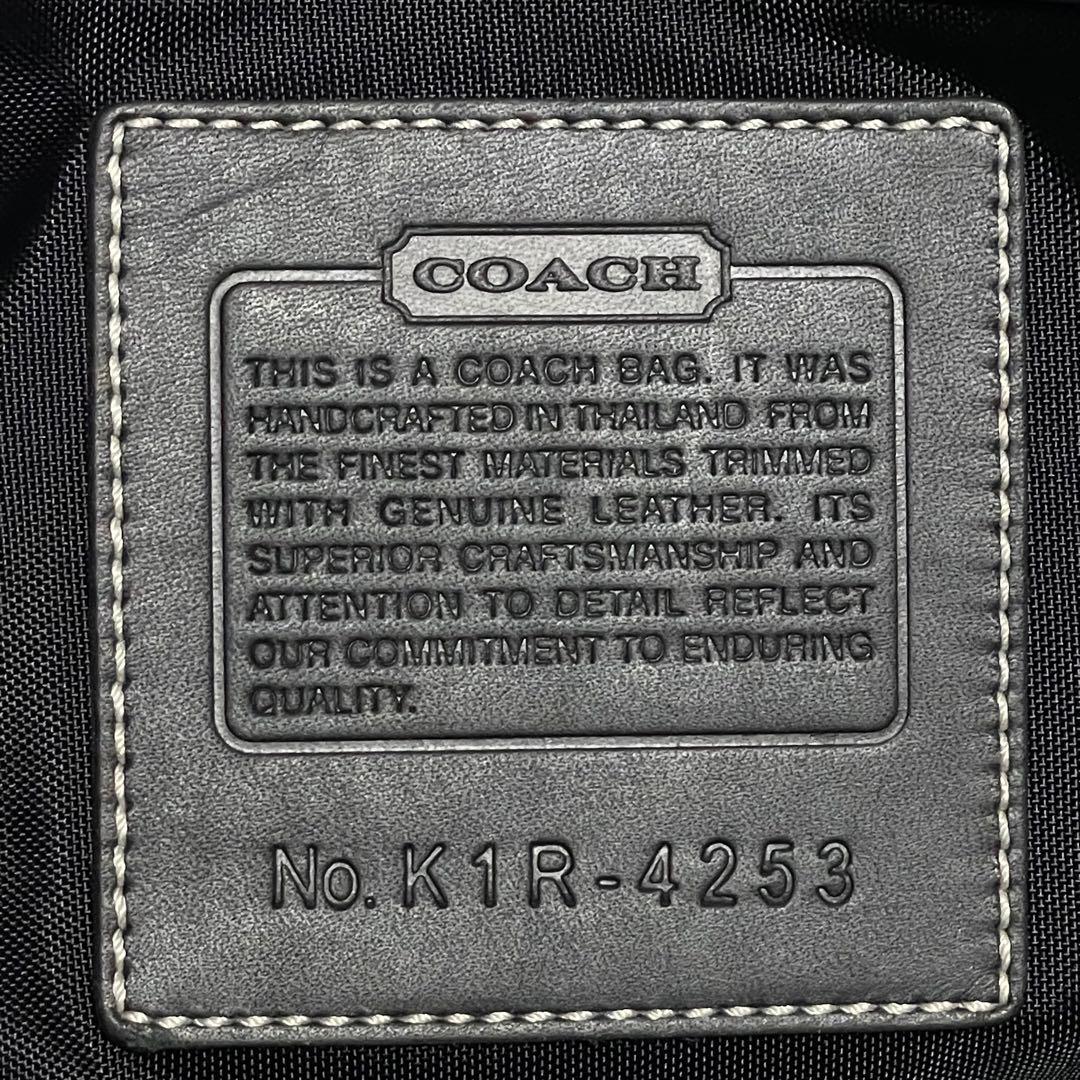 COACH
THIS IS A COACH BAG. IT WAS
HANDCRAFTED IN THAILAND FROM
THE FINEST MATERIALS TRIMMED
WITH GENUINE LEATHER. ITS
SUPERIOR CRAFTSMANSHIP AND
ATTENTION TO DETAIL REFLECT
OUR COMMITMENT TO ENDURING
QUALITY.
No. K1R-4253